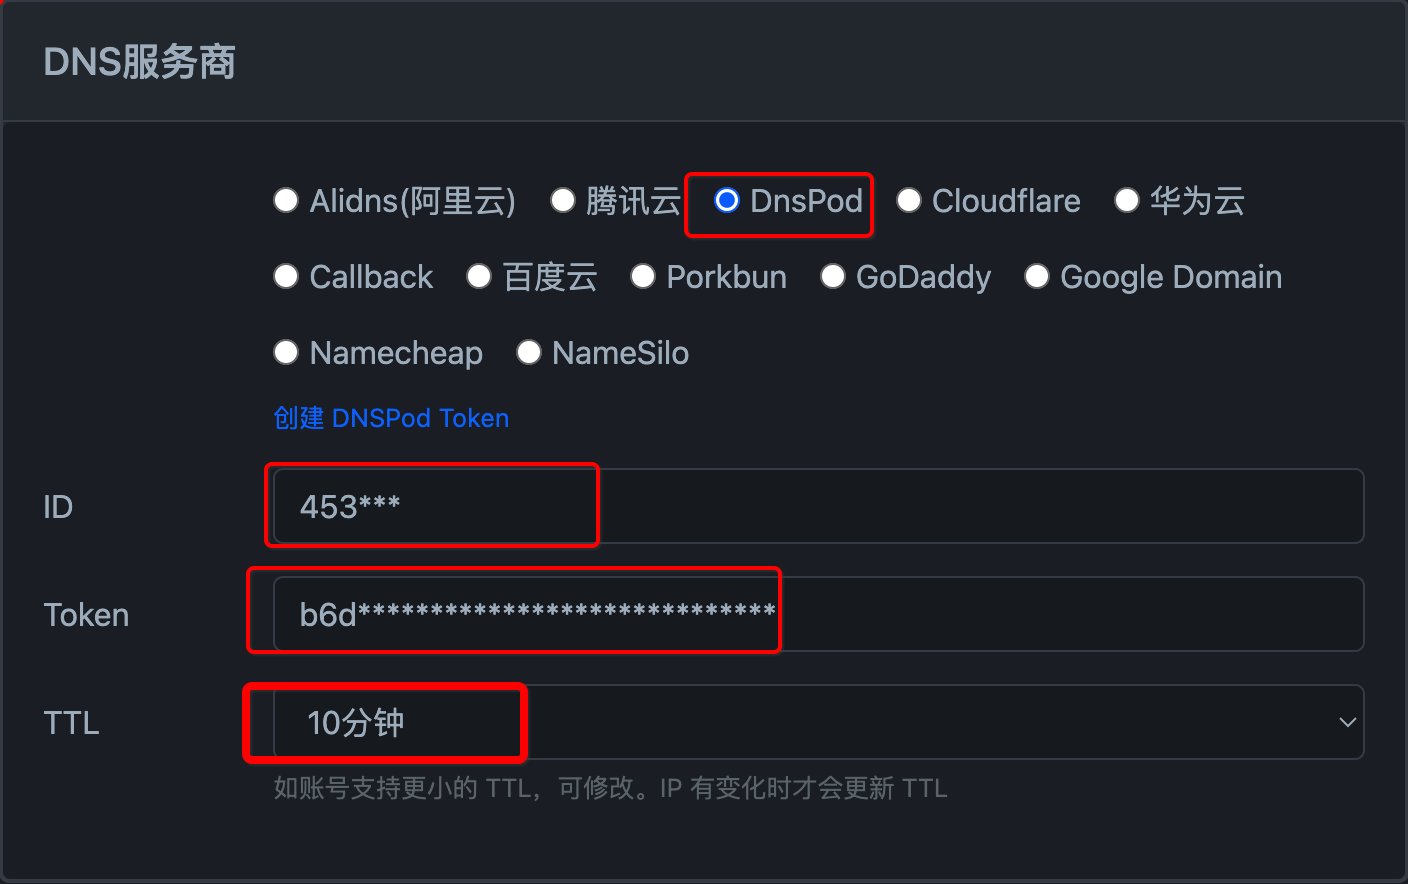 DNS服务商
Alidns(阿里云) 腾讯云 DnsPod Cloudflare 华为云
Callback 百度云 Porkbun GoDaddy Google Domain
Namecheap NameSilo
创建 DNSPod Token
ID 453***
Token b6d*****************************
TTL 10分钟
如账号支持更小的 TTL，可修改。IP 有变化时才会更新 TTL